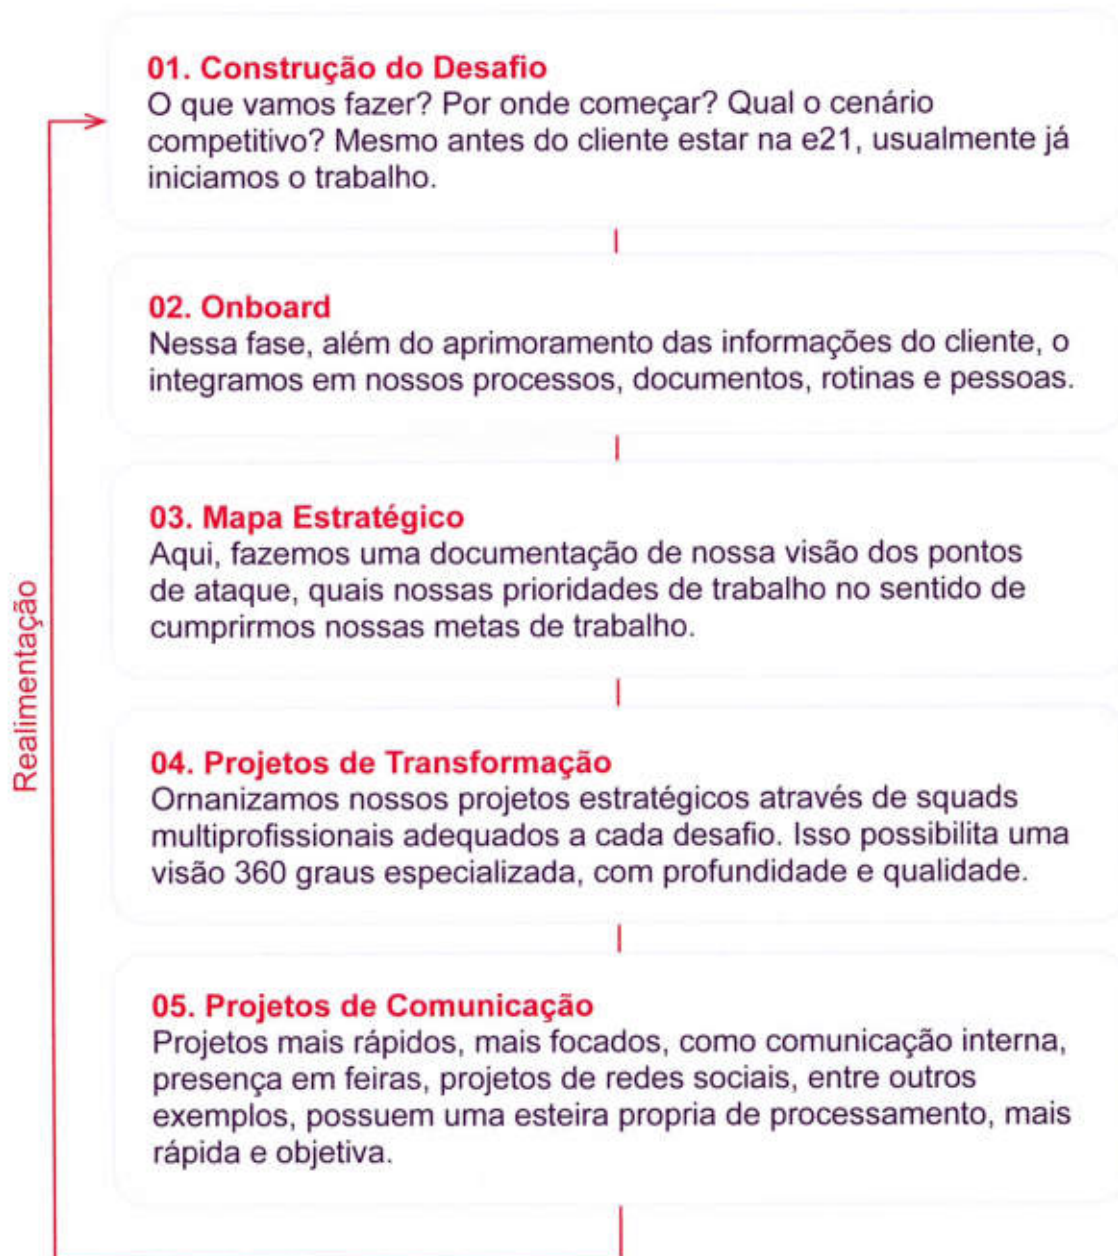 01. Construção do Desafio
O que vamos fazer? Por onde começar? Qual o cenário
competitivo? Mesmo antes do cliente estar na e21, usualmente já
iniciamos o trabalho.
02. Onboard
Nessa fase, além do aprimoramento das informações do cliente, o
integramos em nossos processos, documentos, rotinas e pessoas.
03. Mapa Estratégico
Aqui, fazemos uma documentação de nossa visão dos pontos
de ataque, quais nossas prioridades de trabalho no sentido de
cumprirmos nossas metas de trabalho.
04. Projetos de Transformação
Ornanizamos nossos projetos estratégicos através de squads
multiprofissionais adequados a cada desafio. Isso possibilita uma
visão 360 graus especializada, com profundidade e qualidade.
05. Projetos de Comunicação
Projetos mais rápidos, mais focados, como comunicação interna,
presença em feiras, projetos de redes sociais, entre outros
exemplos, possuem uma esteira propria de processamento, mais
rápida e objetiva.
Realimentação